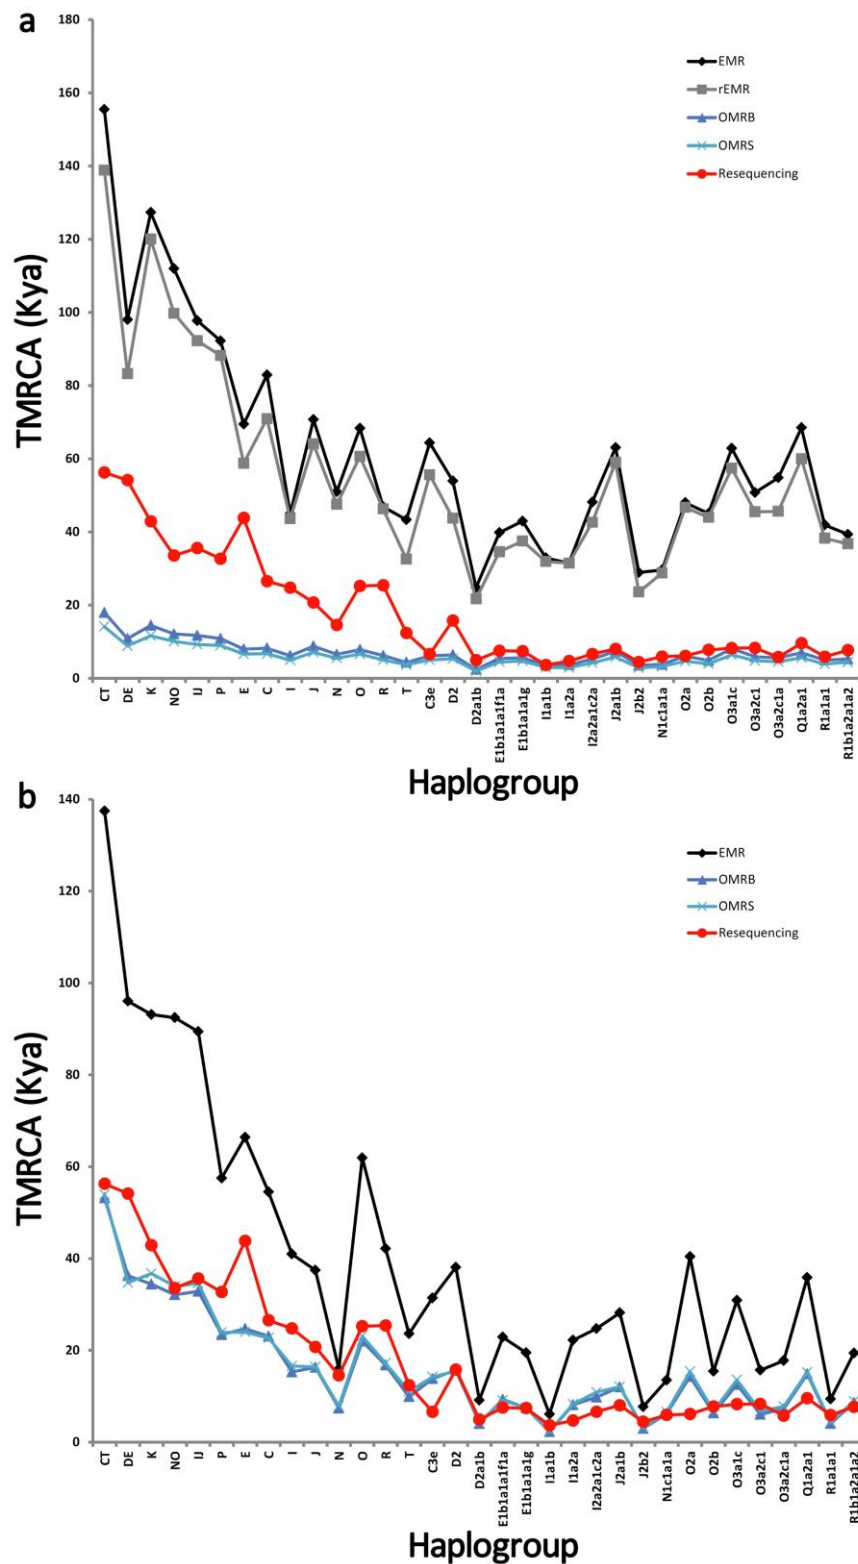 a
180
160
140
120
100
80
60
40
20
0
TMRCA (Kya)
EMR
rEMR
OMRB
OMRS
Resequencing
CT DE K NO IJ P E C I J N O R T C3e D2 D2a1b E1b1a1a1f1a E1b1a1a1g I1a1b I1a2a I2a2a1c2a J2a1b J2b2 N1c1a1a O2a O2b O3a1c O3a2c1 O3a2c1a Q1a2a1 R1a1a1 R1b1a2a1a2
Haplogroup
b
140
120
100
80
60
40
20
0
TMRCA (Kya)
EMR
OMRB
OMRS
Resequencing
CT DE K NO IJ P E C I J N O R T C3e D2 D2a1b E1b1a1a1f1a E1b1a1a1g I1a1b I1a2a I2a2a1c2a J2a1b J2b2 N1c1a1a O2a O2b O3a1c O3a2c1 O3a2c1a Q1a2a1 R1a1a1 R1b1a2a1a2
Haplogroup